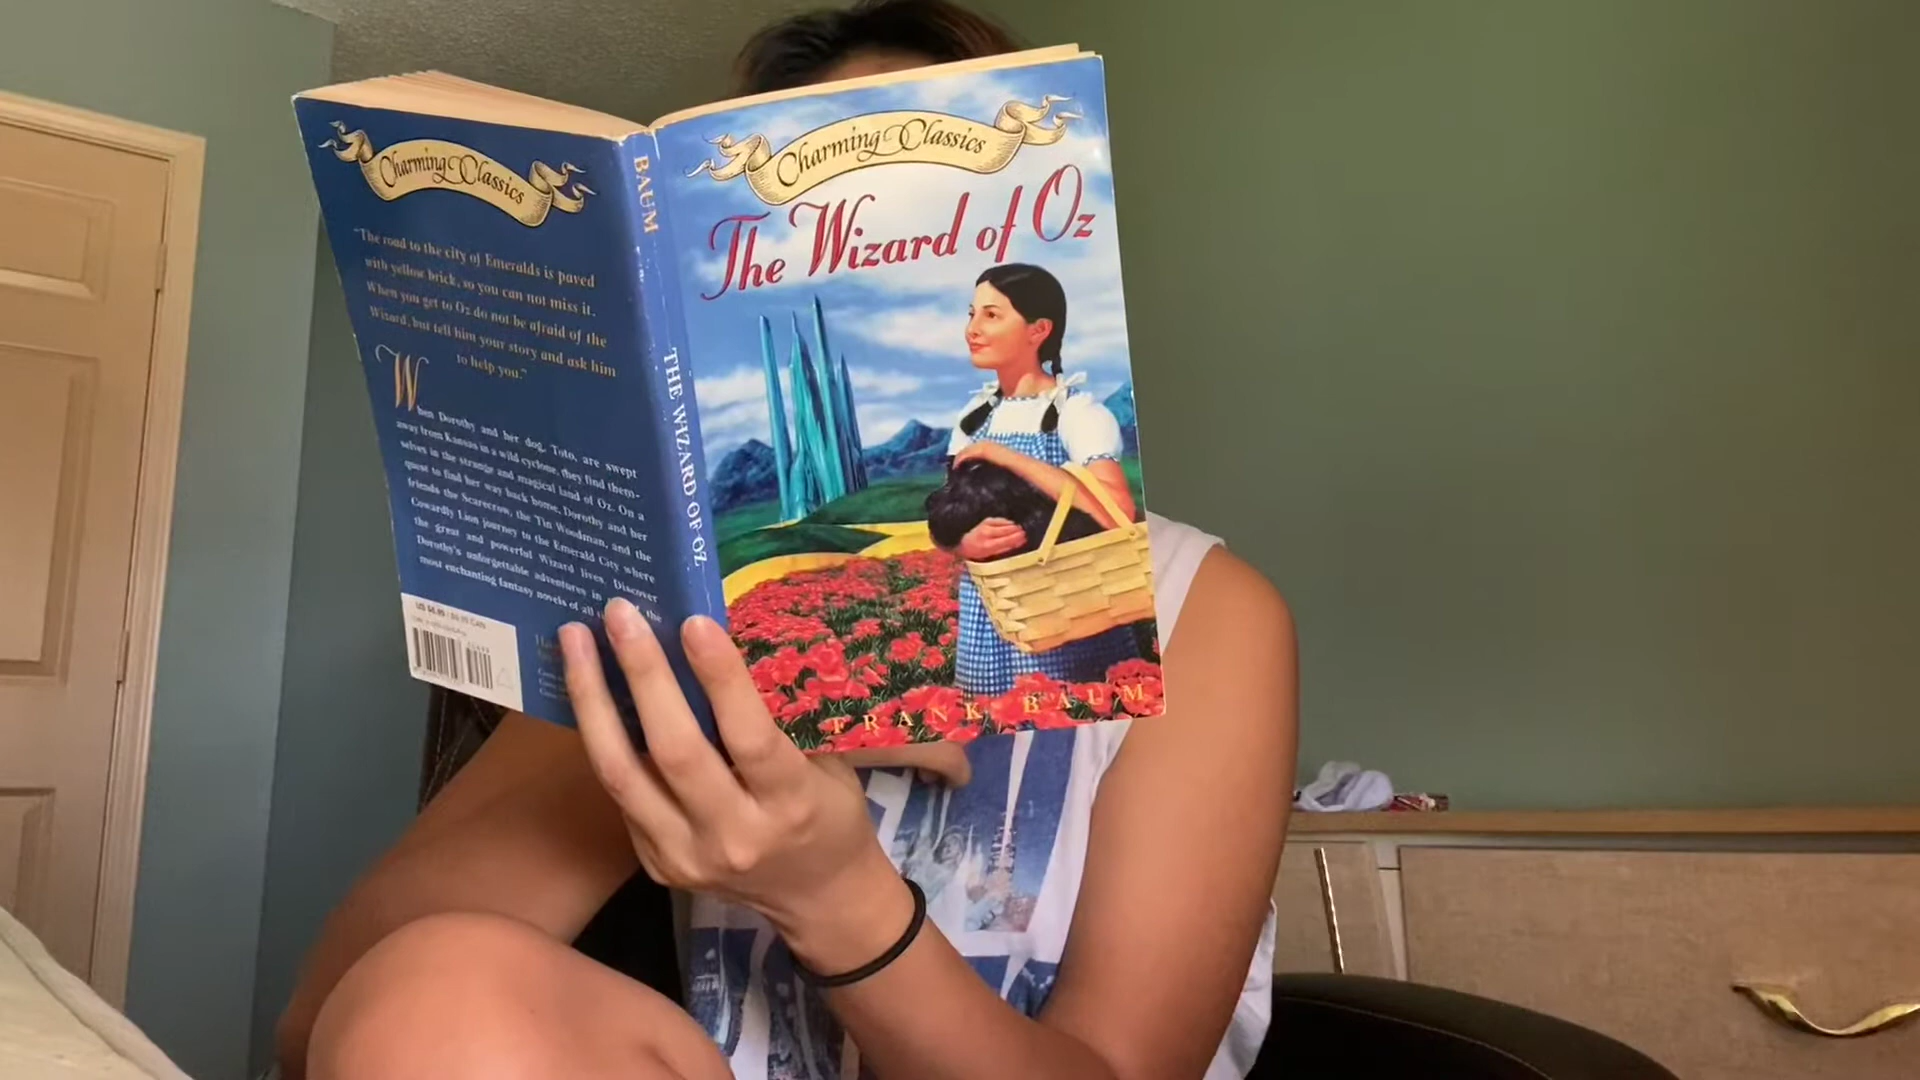 Charming Classics
"The road to the city of Emeralds is paved
with yellow brick, so you can not miss it.
When you get to Oz do not be afraid of the
Wizard, but tell him your story and ask him
to help you."
When Dorothy and her dog, Toto, are swept
away from Kansas in a wild cyclone, they find them-
selves in the strange and magical land of Oz. On a
quest to find her way back home, Dorothy and her
friends the Scarecrow, the Tin Woodman, and the
Cowardly Lion journey to the Emerald City where
the great and powerful Wizard lives. Discover
Dorothy's unforgettable adventures in the
most enchanting fantasy novels of all
BAUM
THE WIZARD OF OZ
Charming Classics
The Wizard of Oz
FRANK BAUM